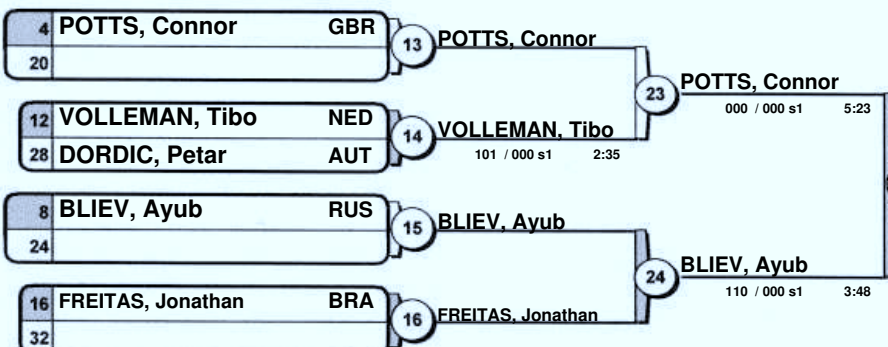 4 POTTS, Connor GBR
20
13 POTTS, Connor
23 POTTS, Connor
000 / 000 s1 5:23
12 VOLLEMAN, Tibo NED
28 DORDIC, Petar AUT
14 VOLLEMAN, Tibo
101 / 000 s1 2:35
8 BLIEV, Ayub RUS
24
15 BLIEV, Ayub
24 BLIEV, Ayub
110 / 000 s1 3:48
16 FREITAS, Jonathan BRA
32
16 FREITAS, Jonathan